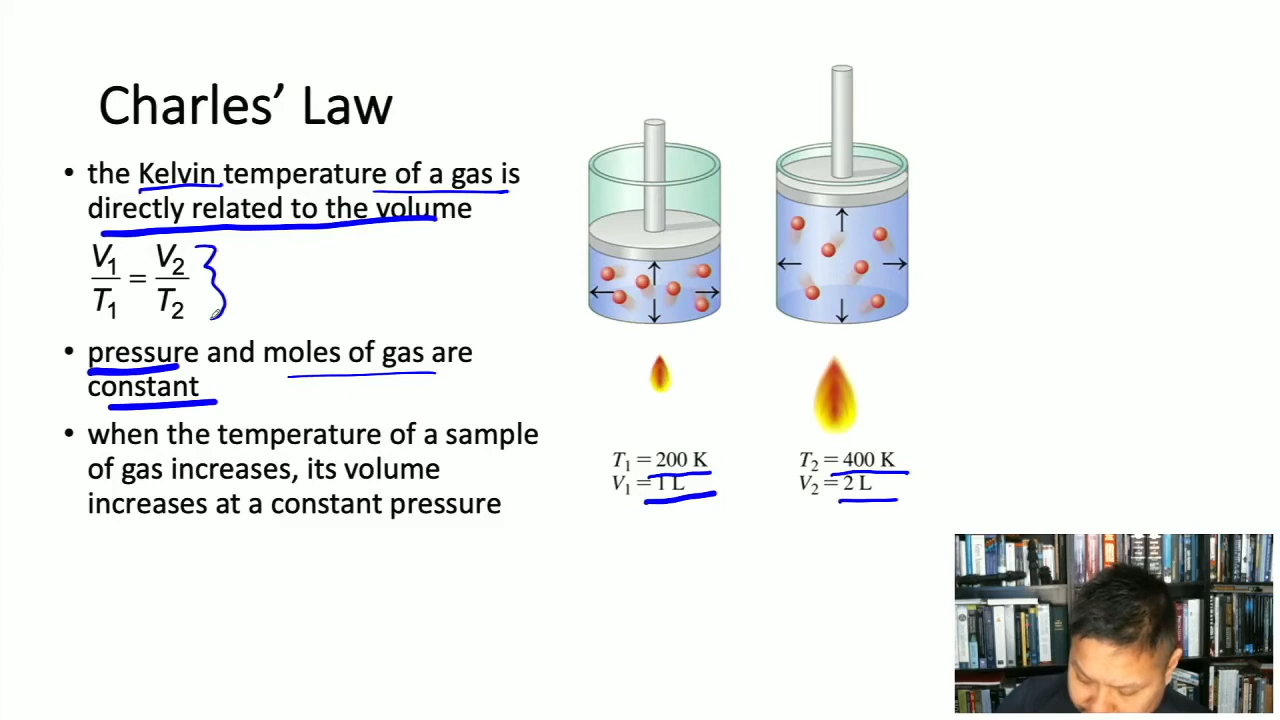 Charles’ Law
• the Kelvin temperature of a gas is
directly related to the volume
V₁/T₁ = V₂/T₂
• pressure and moles of gas are
constant
• when the temperature of a sample
of gas increases, its volume
increases at a constant pressure
T₁ = 200 K
V₁ = 1 L
T₂ = 400 K
V₂ = 2 L